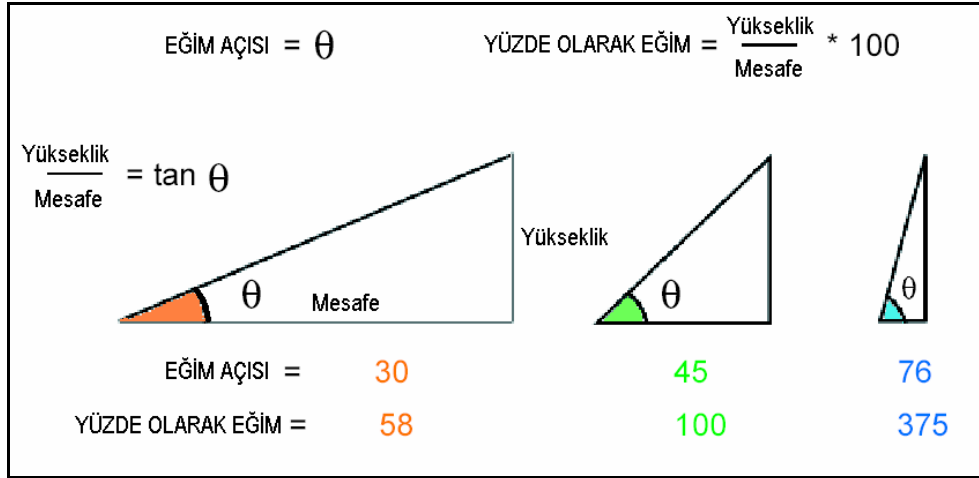 EĞİM AÇISI = θ
YÜZDE OLARAK EĞİM = Yükseklik / Mesafe * 100
Yükseklik / Mesafe = tan θ
Yükseklik
θ Mesafe θ θ
EĞİM AÇISI = 30 45 76
YÜZDE OLARAK EĞİM = 58 100 375